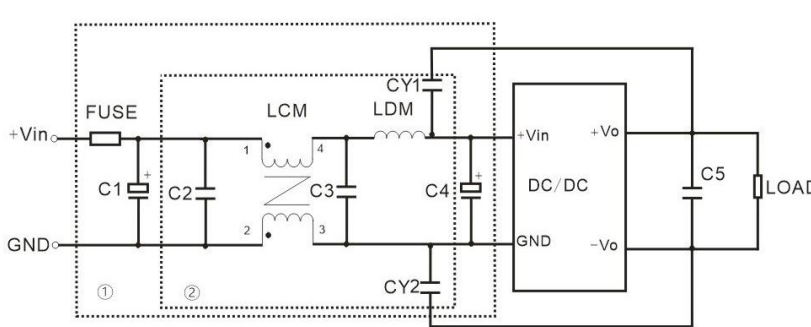 CY1
FUSE
LCM
LDM
+Vin
1
4
+Vin
+Vo
+
+
C1
C2
C3
C4
DC/DC
C5
LOAD
2
3
GND
GND
-Vo
①
②
CY2